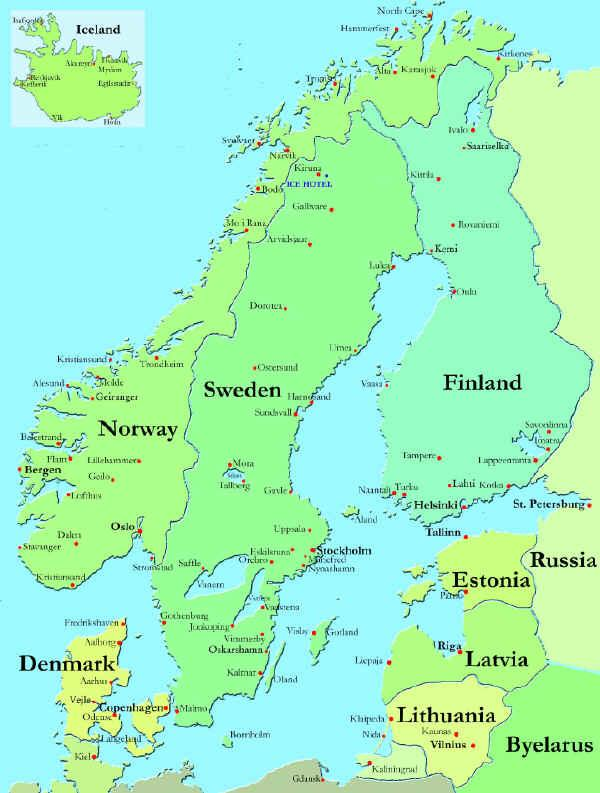 Iceland
Akureyri
Myvatn
Reykjavik
Keflavik
Egilsstadir
Vik
Hofn
North Cape
Hammerfest
Kirkenes
Alta
Karasjok
Tromso
Ivalo
Saariselka
Svolvaer
Narvik
Kiruna
ICE HOTEL
Kittila
Bodo
Gallivare
Mo i Rana
Rovaniemi
Arvidsjaur
Kemi
Lulea
Oulu
Dorotea
Umea
Kristiansund
Trondheim
Ostersund
Alesund
Molde
Vaasa
Finland
Sweden
Geiranger
Harnosand
Sundsvall
Norway
Savonlinna
Balestrand
Imatra
Flam
Lillehammer
Mora
Tampere
Lappeenranta
Bergen
Geilo
Tallberg
Lahti
Kotka
Lofthus
Gavle
Naantali
Turku
Helsinki
St. Petersburg
Aland
Oslo
Uppsala
Tallinn
Dalen
Stavanger
Eskilstuna
Stockholm
Orebro
Stromstad
Saffle
Nynashamn
Russia
Kristiansand
Vanern
Estonia
Vadstena
Fredrikshavn
Gothenburg
Jonkoping
Visby
Gotland
Aalborg
Vimmerby
Oskarshamn
Riga
Denmark
Latvia
Liepaja
Aarhus
Kalmar
Oland
Vejle
Copenhagen
Malmo
Odense
Lithuania
Klaipeda
Nida
Kaunas
Langeland
Bornholm
Vilnius
Byelarus
Kiel
Kaliningrad
Gdansk